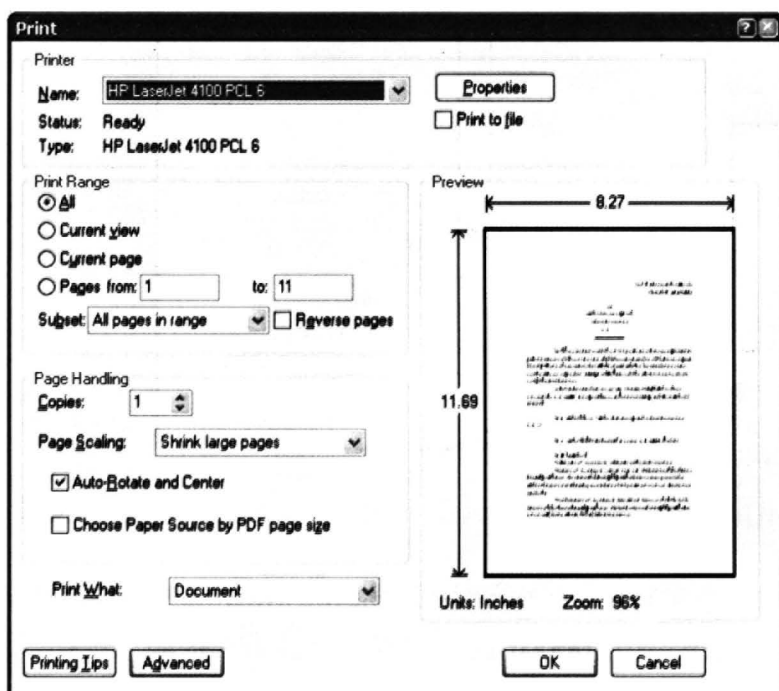 Print
Printer
Name: HP LaserJet 4100 PCL 6
Properties
Status: Ready
Print to file
Type: HP LaserJet 4100 PCL 6
Print Range
All
Current view
Current page
Pages from: 1 to: 11
Subset: All pages in range
Reverse pages
Page Handling
Copies: 1
Page Scaling: Shrink large pages
Auto-Rotate and Center
Choose Paper Source by PDF page size
Print What: Document
Preview
8.27
11.69
Units: Inches Zoom: 96%
Printing Tips
Advanced
OK
Cancel